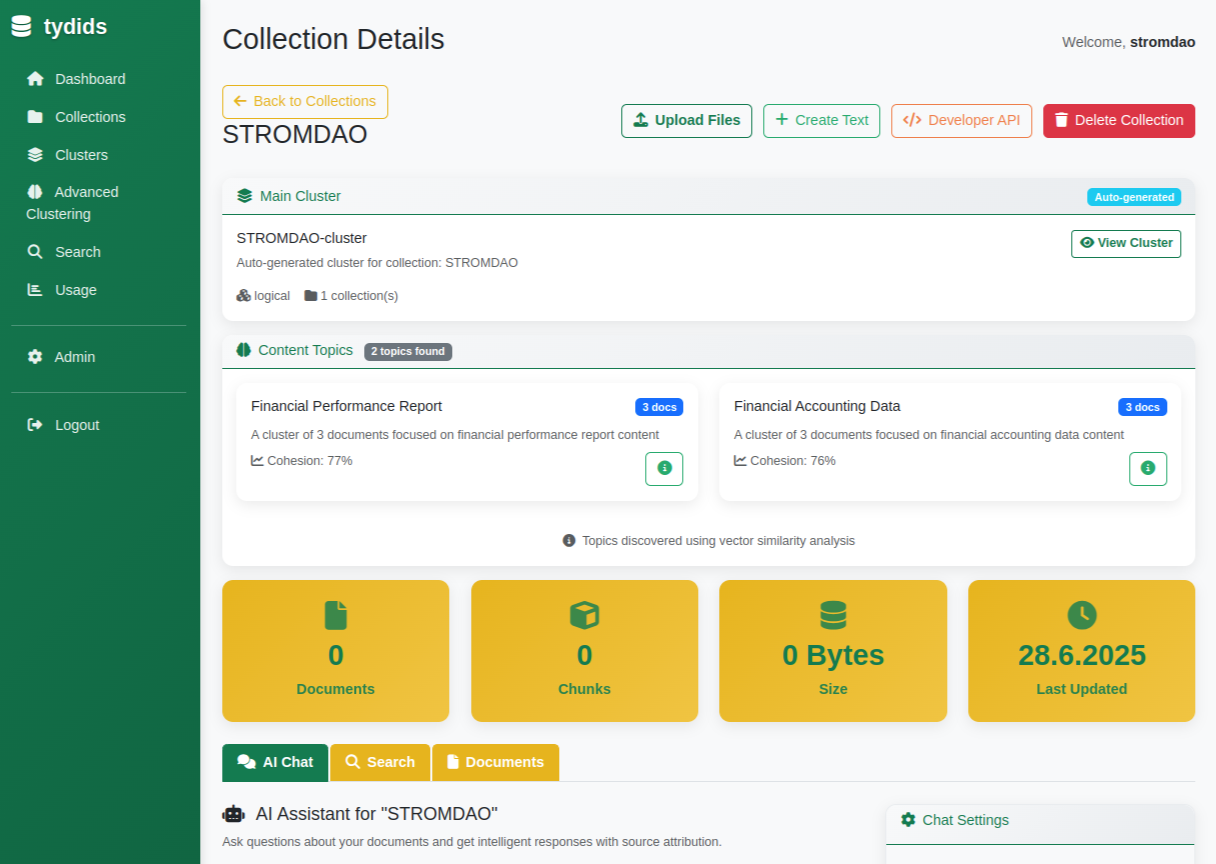 tydids
Dashboard
Collections
Clusters
Advanced
Clustering
Search
Usage
Admin
Logout
Collection Details
Welcome, stromdao
Back to Collections
STROMDAO
Upload Files
Create Text
Developer API
Delete Collection
Main Cluster
Auto-generated
STROMDAO-cluster
View Cluster
Auto-generated cluster for collection: STROMDAO
logical 1 collection(s)
Content Topics 2 topics found
Financial Performance Report 3 docs
A cluster of 3 documents focused on financial performance report content
Cohesion: 77%
Financial Accounting Data 3 docs
A cluster of 3 documents focused on financial accounting data content
Cohesion: 76%
Topics discovered using vector similarity analysis
0
Documents
0
Chunks
0 Bytes
Size
28.6.2025
Last Updated
AI Chat
Search
Documents
AI Assistant for "STROMDAO"
Ask questions about your documents and get intelligent responses with source attribution.
Chat Settings